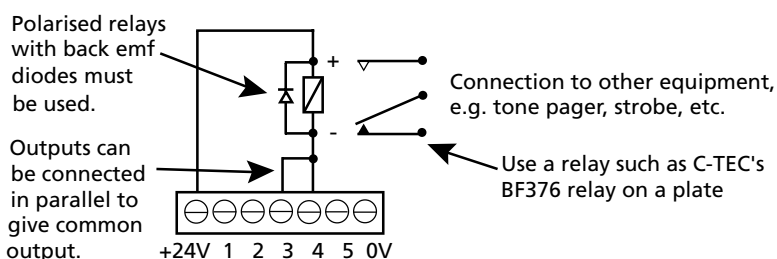 Polarised relays
with back emf
diodes must
be used.
+
-
Connection to other equipment,
e.g. tone pager, strobe, etc.
Outputs can
be connected
in parallel to
give common
output.
Use a relay such as C-TEC's
BF376 relay on a plate
+24V 1 2 3 4 5 0V